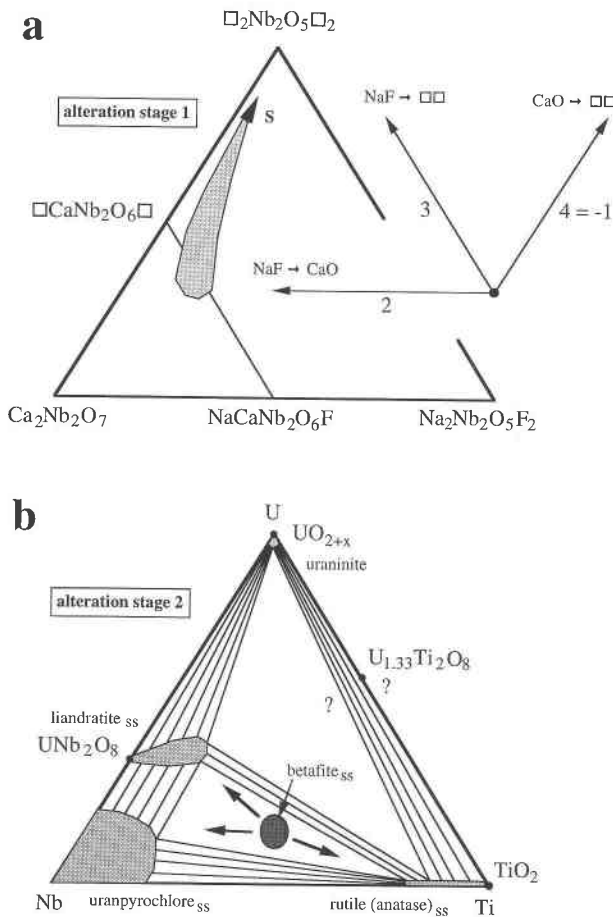 a
□₂Nb₂O₅□₂
alteration stage 1
S
NaF → □□
CaO → □□
□CaNb₂O₆□
3
4 = -1
NaF → CaO
2
Ca₂Nb₂O₇
NaCaNb₂O₆F
Na₂Nb₂O₅F₂
b
U
UO₂₊ₓ
uraninite
alteration stage 2
U₁.₃₃Ti₂O₈
?
?
liandratite ss
UNb₂O₈
betafite ss
TiO₂
Nb
uranpyrochlore ss
rutile (anatase) ss
Ti